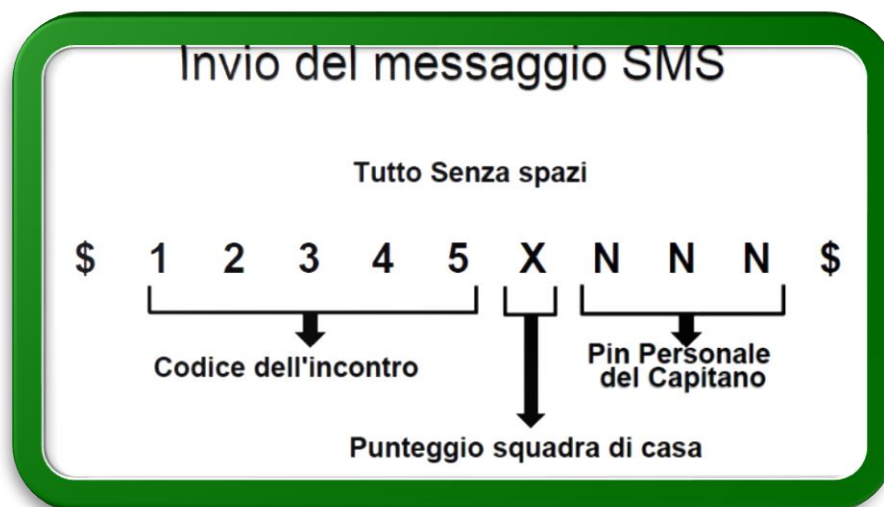 Invio del messaggio SMS
Tutto Senza spazi
$ 1 2 3 4 5 X N N N $
Codice dell'incontro
Pin Personale
del Capitano
Punteggio squadra di casa